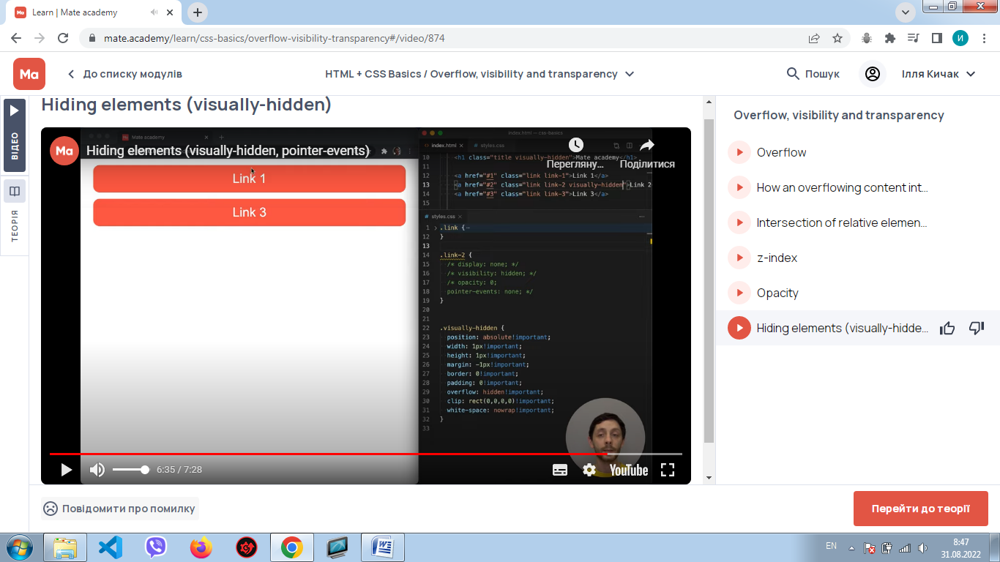 Learn | Mate academy
mate.academy/learn/css-basics/overflow-visibility-transparency#/video/874
И
Ma
До списку модулів
HTML + CSS Basics / Overflow, visibility and transparency
Пошук
Ілля Кичак
ВІДЕО
ТЕОРІЯ
Hiding elements (visually-hidden)
Mate academy
Ma
Hiding elements (visually-hidden, pointer-events)
Link 1
Link 3
index.html — css-basics
index.html
styles.css
Перегляну...
Поділитися
10 <h1 class="title visually-hidden">Mate academy</h1>
11
12 <a href="#1" class="link link-1">Link 1</a>
13 <a href="#2" class="link link-2 visually-hidden">Link 2
14 <a href="#3" class="link link-3">Link 3</a>
15
# styles.css
1 .link {
12 }
13
14 .link-2 {
15 /* display: none; */
16 /* visibility: hidden; */
17 /* opacity: 0;
18 pointer-events: none; */
19 }
20
21
22 .visually-hidden {
23 position: absolute!important;
24 width: 1px!important;
25 height: 1px!important;
26 margin: -1px!important;
27 border: 0!important;
28 padding: 0!important;
29 overflow: hidden!important;
30 clip: rect(0,0,0,0)!important;
31 white-space: nowrap!important;
32 }
33
6:35 / 7:28
YouTube
Overflow, visibility and transparency
Overflow
How an overflowing content int...
Intersection of relative elemen...
z-index
Opacity
Hiding elements (visually-hidde...
Повідомити про помилку
Перейти до теорії
EN
8:47
31.08.2022